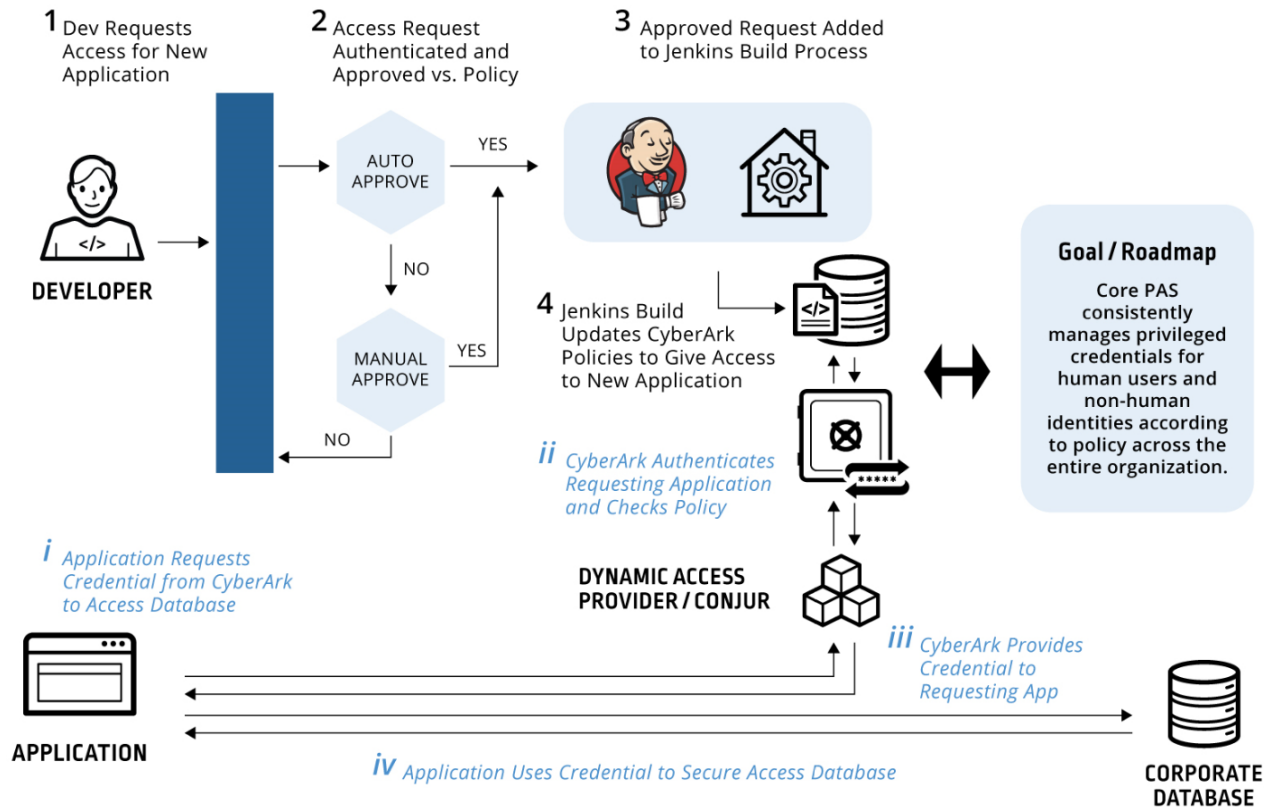 1 Dev Requests
Access for New
Application
2 Access Request
Authenticated and
Approved vs. Policy
3 Approved Request Added
to Jenkins Build Process
AUTO
APPROVE
YES
</>
DEVELOPER
NO
MANUAL
APPROVE
YES
NO
4 Jenkins Build
Updates CyberArk
Policies to Give Access
to New Application
</>
Goal / Roadmap
Core PAS
consistently
manages privileged
credentials for
human users and
non-human
identities according
to policy across the
entire organization.
ii CyberArk Authenticates
Requesting Application
and Checks Policy
*****
i Application Requests
Credential from CyberArk
to Access Database
DYNAMIC ACCESS
PROVIDER / CONJUR
iii CyberArk Provides
Credential to
Requesting App
APPLICATION
iv Application Uses Credential to Secure Access Database
CORPORATE
DATABASE